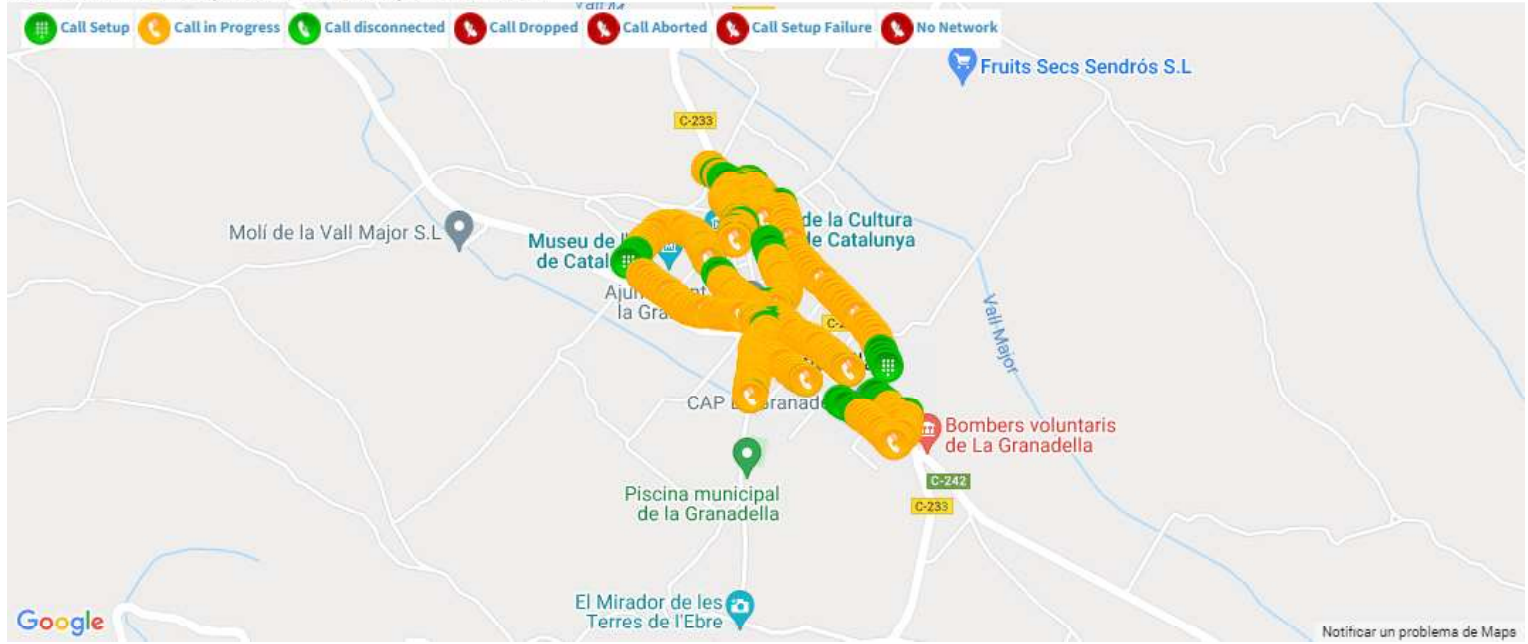 Vall M
Call Setup
Call in Progress
Call disconnected
Call Dropped
Call Aborted
Call Setup Failure
No Network
Fruits Secs Sendrós S.L
C-233
Molí de la Vall Major S.L
Museu de l'
de Catal
de la Cultura
de Catalunya
la Gra
Vall Major
CAP
Bombers voluntaris
de La Granadella
C-242
C-233
Piscina municipal
de la Granadella
El Mirador de les
Terres de l'Ebre
Google
Notificar un problema de Maps